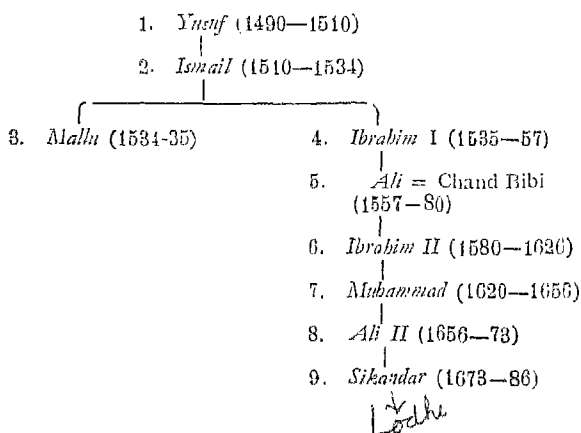 1. Yusuf (1490—1510)
2. Ismail (1510—1534)
3. Mallu (1534-35)
4. Ibrahim I (1535—57)
5. Ali = Chand Bibi
(1557—80)
6. Ibrahim II (1580—1626)
7. Muhammad (1620—1656)
8. Ali II (1656—73)
9. Sikandar (1673—86)
Lodhi